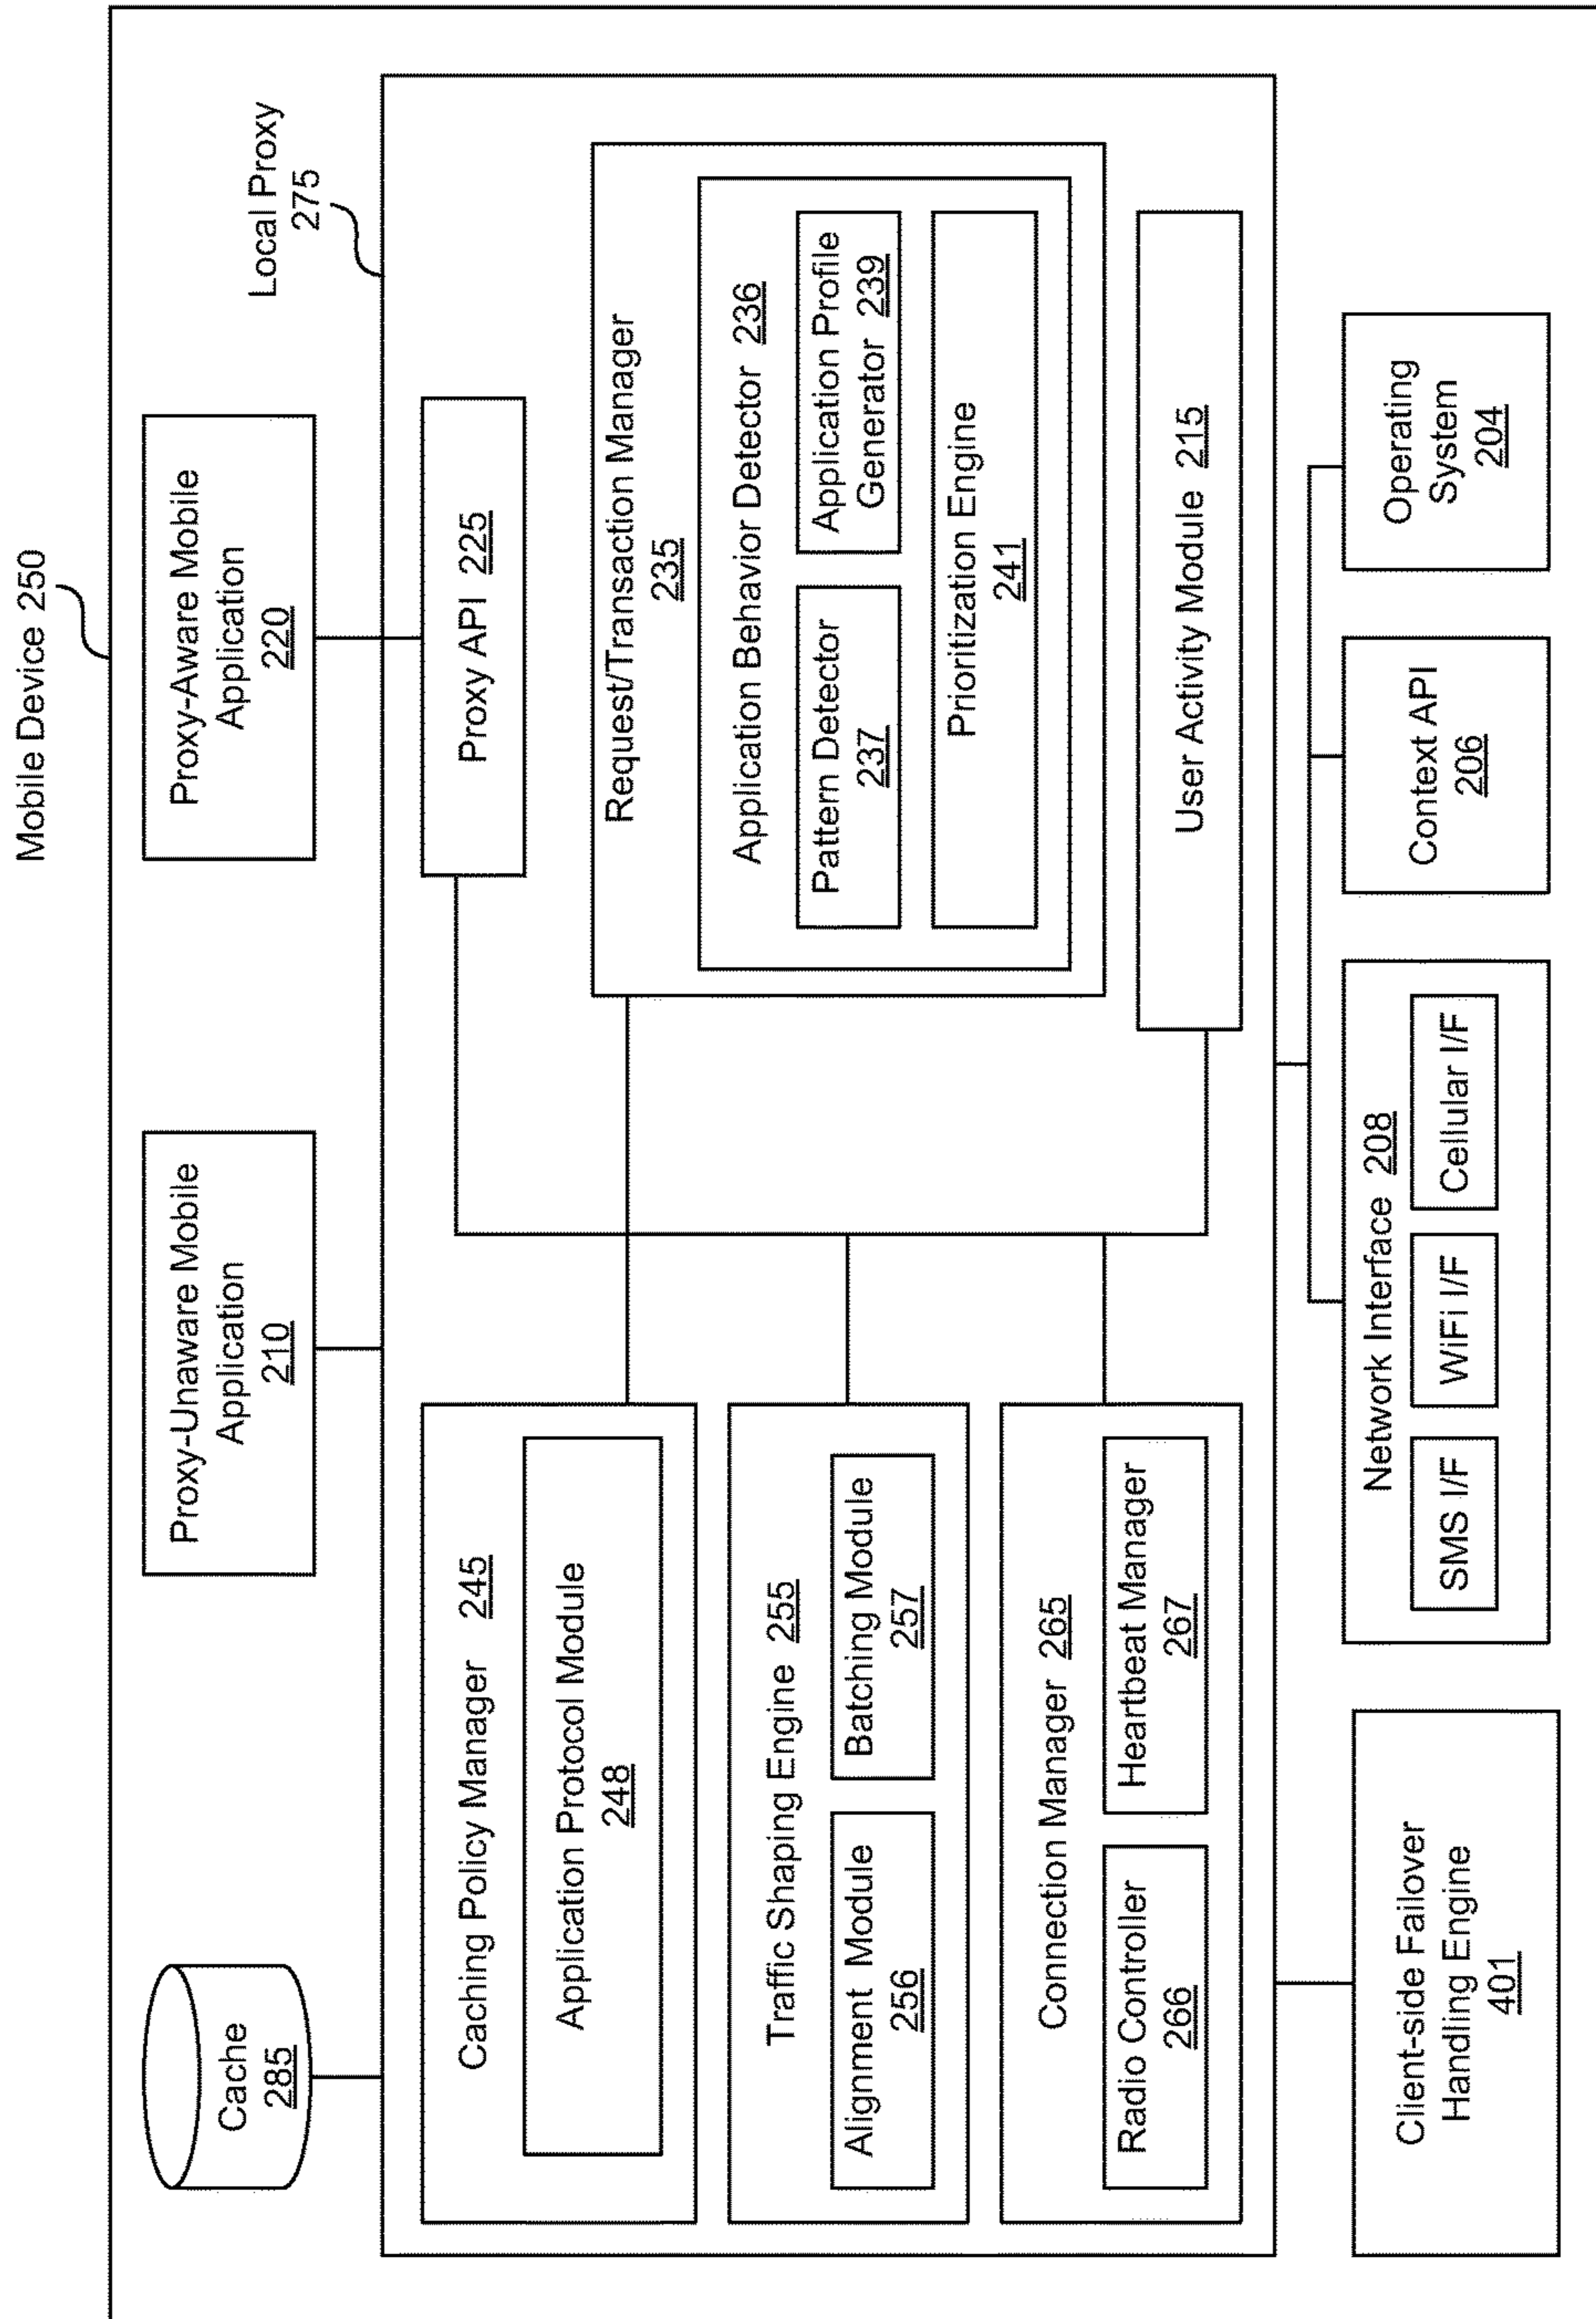 Mobile Device 250
Cache
285
Proxy-Unaware Mobile
Application
210
Proxy-Aware Mobile
Application
220
Local Proxy
275
Caching Policy Manager 245
Application Protocol Module
248
Traffic Shaping Engine 255
Alignment Module
256
Batching Module
257
Connection Manager 265
Radio Controller
266
Heartbeat Manager
267
Proxy API 225
Request/Transaction Manager
235
Application Behavior Detector 236
Pattern Detector
237
Application Profile
Generator 239
Prioritization Engine
241
User Activity Module 215
Client-side Failover
Handling Engine
401
Network Interface 208
SMS I/F
WiFi I/F
Cellular I/F
Context API
206
Operating
System
204